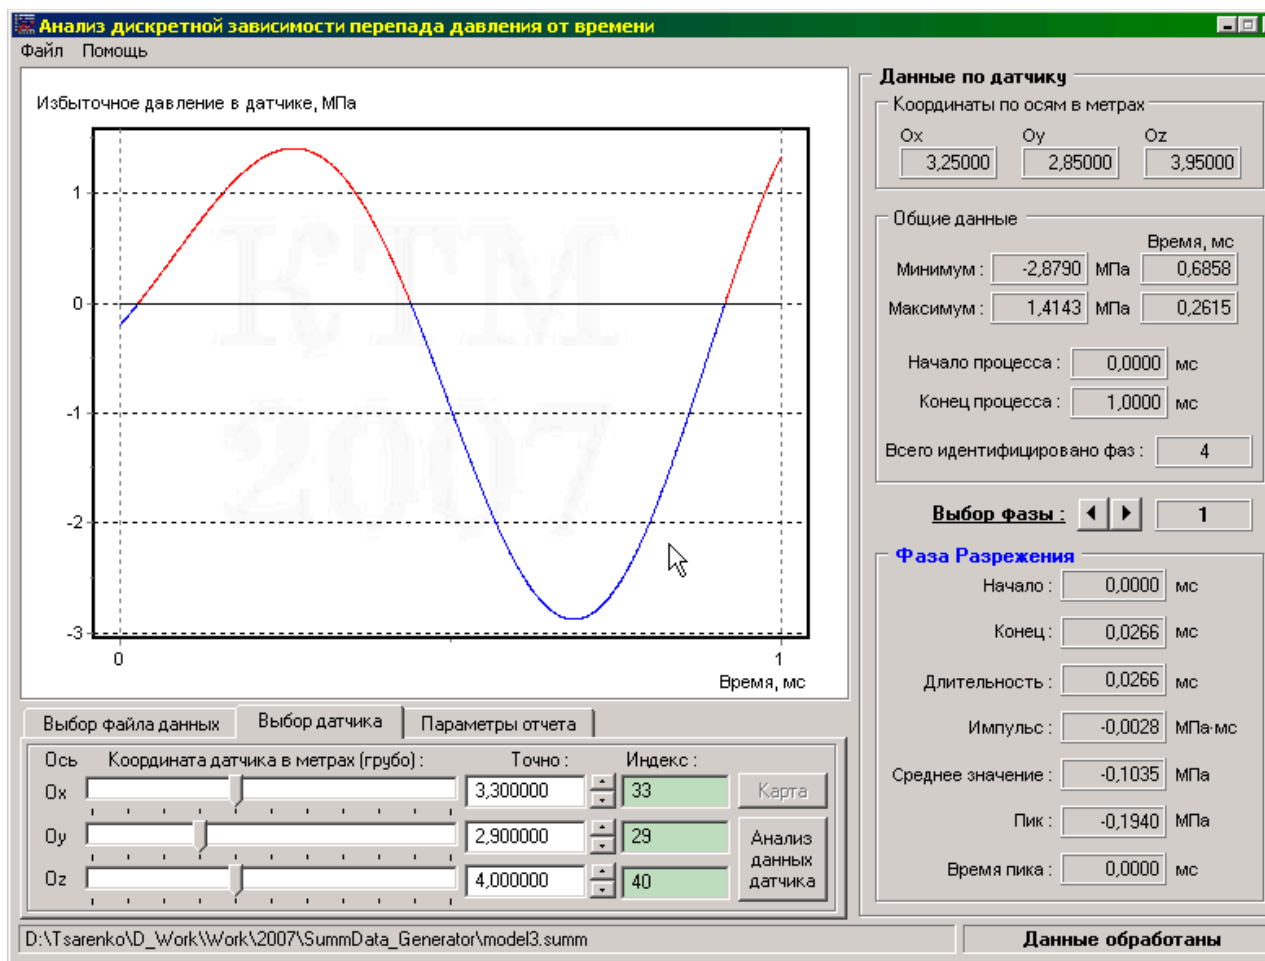 Анализ дискретной зависимости перепада давления от времени
Файл Помощь
Избыточное давление в датчике, МПа
1
0
-1
-2
-3
0 1
Время, мс
КТМ
2007
Данные по датчику
Координаты по осям в метрах
Ox Oy Oz
3,25000 2,85000 3,95000
Общие данные
Время, мс
Минимум : -2,8790 МПа 0,6858
Максимум : 1,4143 МПа 0,2615
Начало процесса : 0,0000 мс
Конец процесса : 1,0000 мс
Всего идентифицировано фаз : 4
Выбор фазы : 1
Фаза Разрежения
Начало : 0,0000 мс
Конец : 0,0266 мс
Длительность : 0,0266 мс
Импульс : -0,0028 МПа·мс
Среднее значение : -0,1035 МПа
Пик : -0,1940 МПа
Время пика : 0,0000 мс
Выбор файла данных Выбор датчика Параметры отчета
Ось Координата датчика в метрах (грубо) : Точно : Индекс :
Ox 3,300000 33 Карта
Oy 2,900000 29
Oz 4,000000 40
Анализ
данных
датчика
D:\Tsarenko\D_Work\Work\2007\SummData_Generator\model3.summ
Данные обработаны